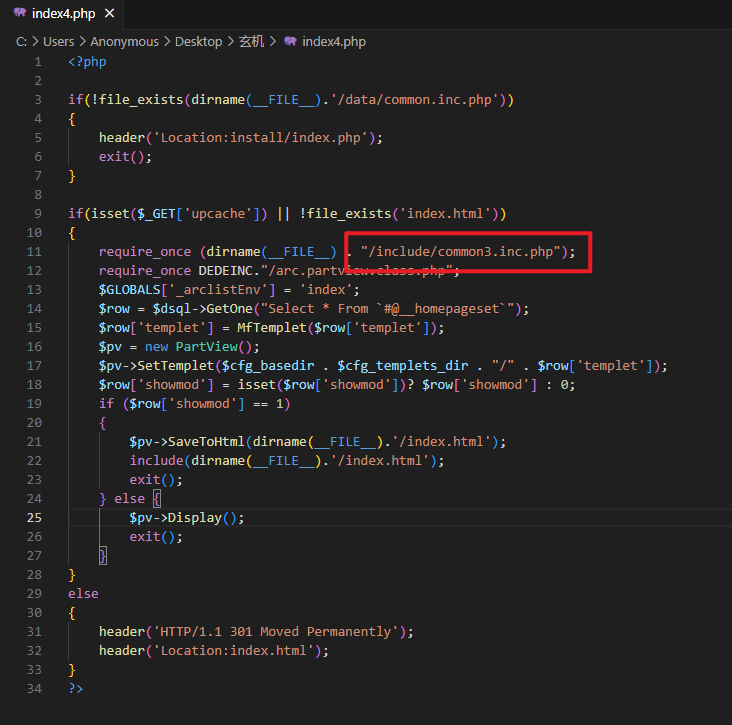 index4.php ×
C: > Users > Anonymous > Desktop > 玄机 > index4.php
1 <?php
2
3 if(!file_exists(dirname(__FILE__).'/data/common.inc.php'))
4 {
5     header('Location:install/index.php');
6     exit();
7 }
8
9 if(isset($_GET['upcache']) || !file_exists('index.html'))
10 {
11     require_once (dirname(__FILE__) . "/include/common3.inc.php");
12     require_once DEDEINC."/arc.partview.class.php";
13     $GLOBALS['_arclistEnv'] = 'index';
14     $row = $dsql->GetOne("Select * From `#@__homepageset`");
15     $row['templet'] = MfTemplet($row['templet']);
16     $pv = new PartView();
17     $pv->SetTemplet($cfg_basedir . $cfg_templets_dir . "/" . $row['templet']);
18     $row['showmod'] = isset($row['showmod'])? $row['showmod'] : 0;
19     if ($row['showmod'] == 1)
20     {
21         $pv->SaveToHtml(dirname(__FILE__).'/index.html');
22         include(dirname(__FILE__).'/index.html');
23         exit();
24     } else {
25         $pv->Display();
26         exit();
27     }
28 }
29 else
30 {
31     header('HTTP/1.1 301 Moved Permanently');
32     header('Location:index.html');
33 }
34 ?>